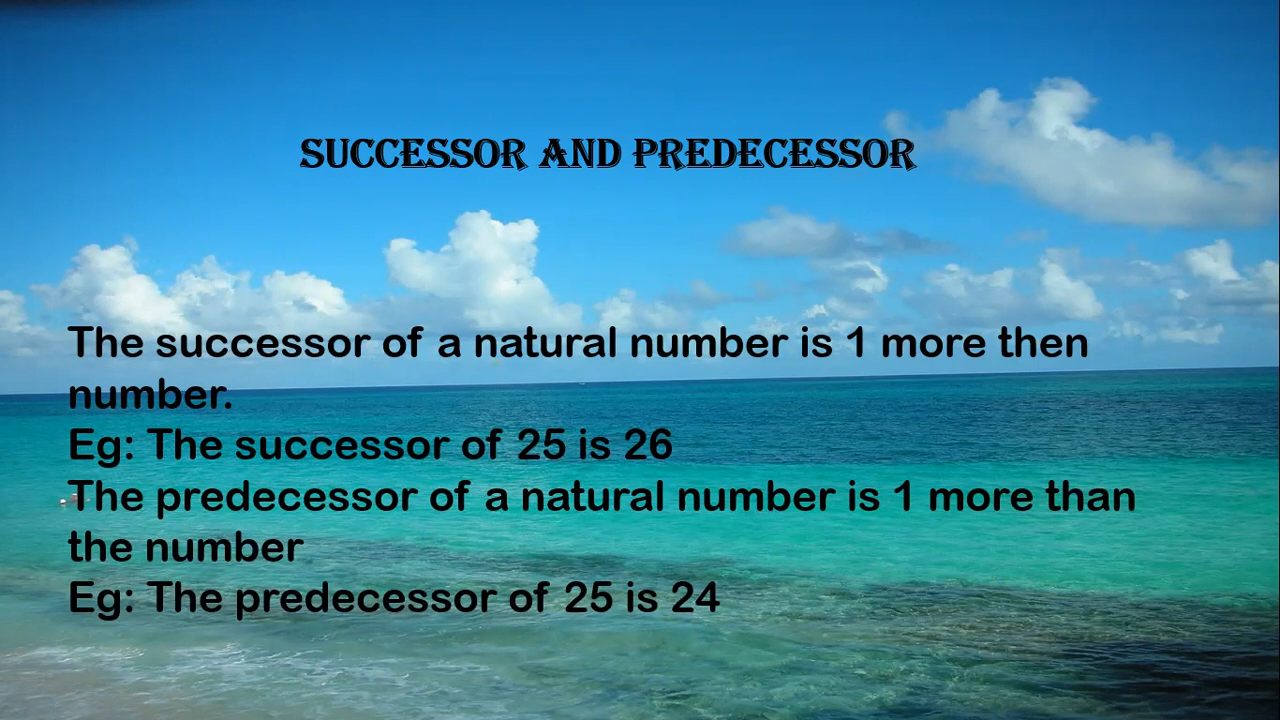 SUCCESSOR AND PREDECESSOR
The successor of a natural number is 1 more then
number.
Eg: The successor of 25 is 26
The predecessor of a natural number is 1 more than
the number
Eg: The predecessor of 25 is 24